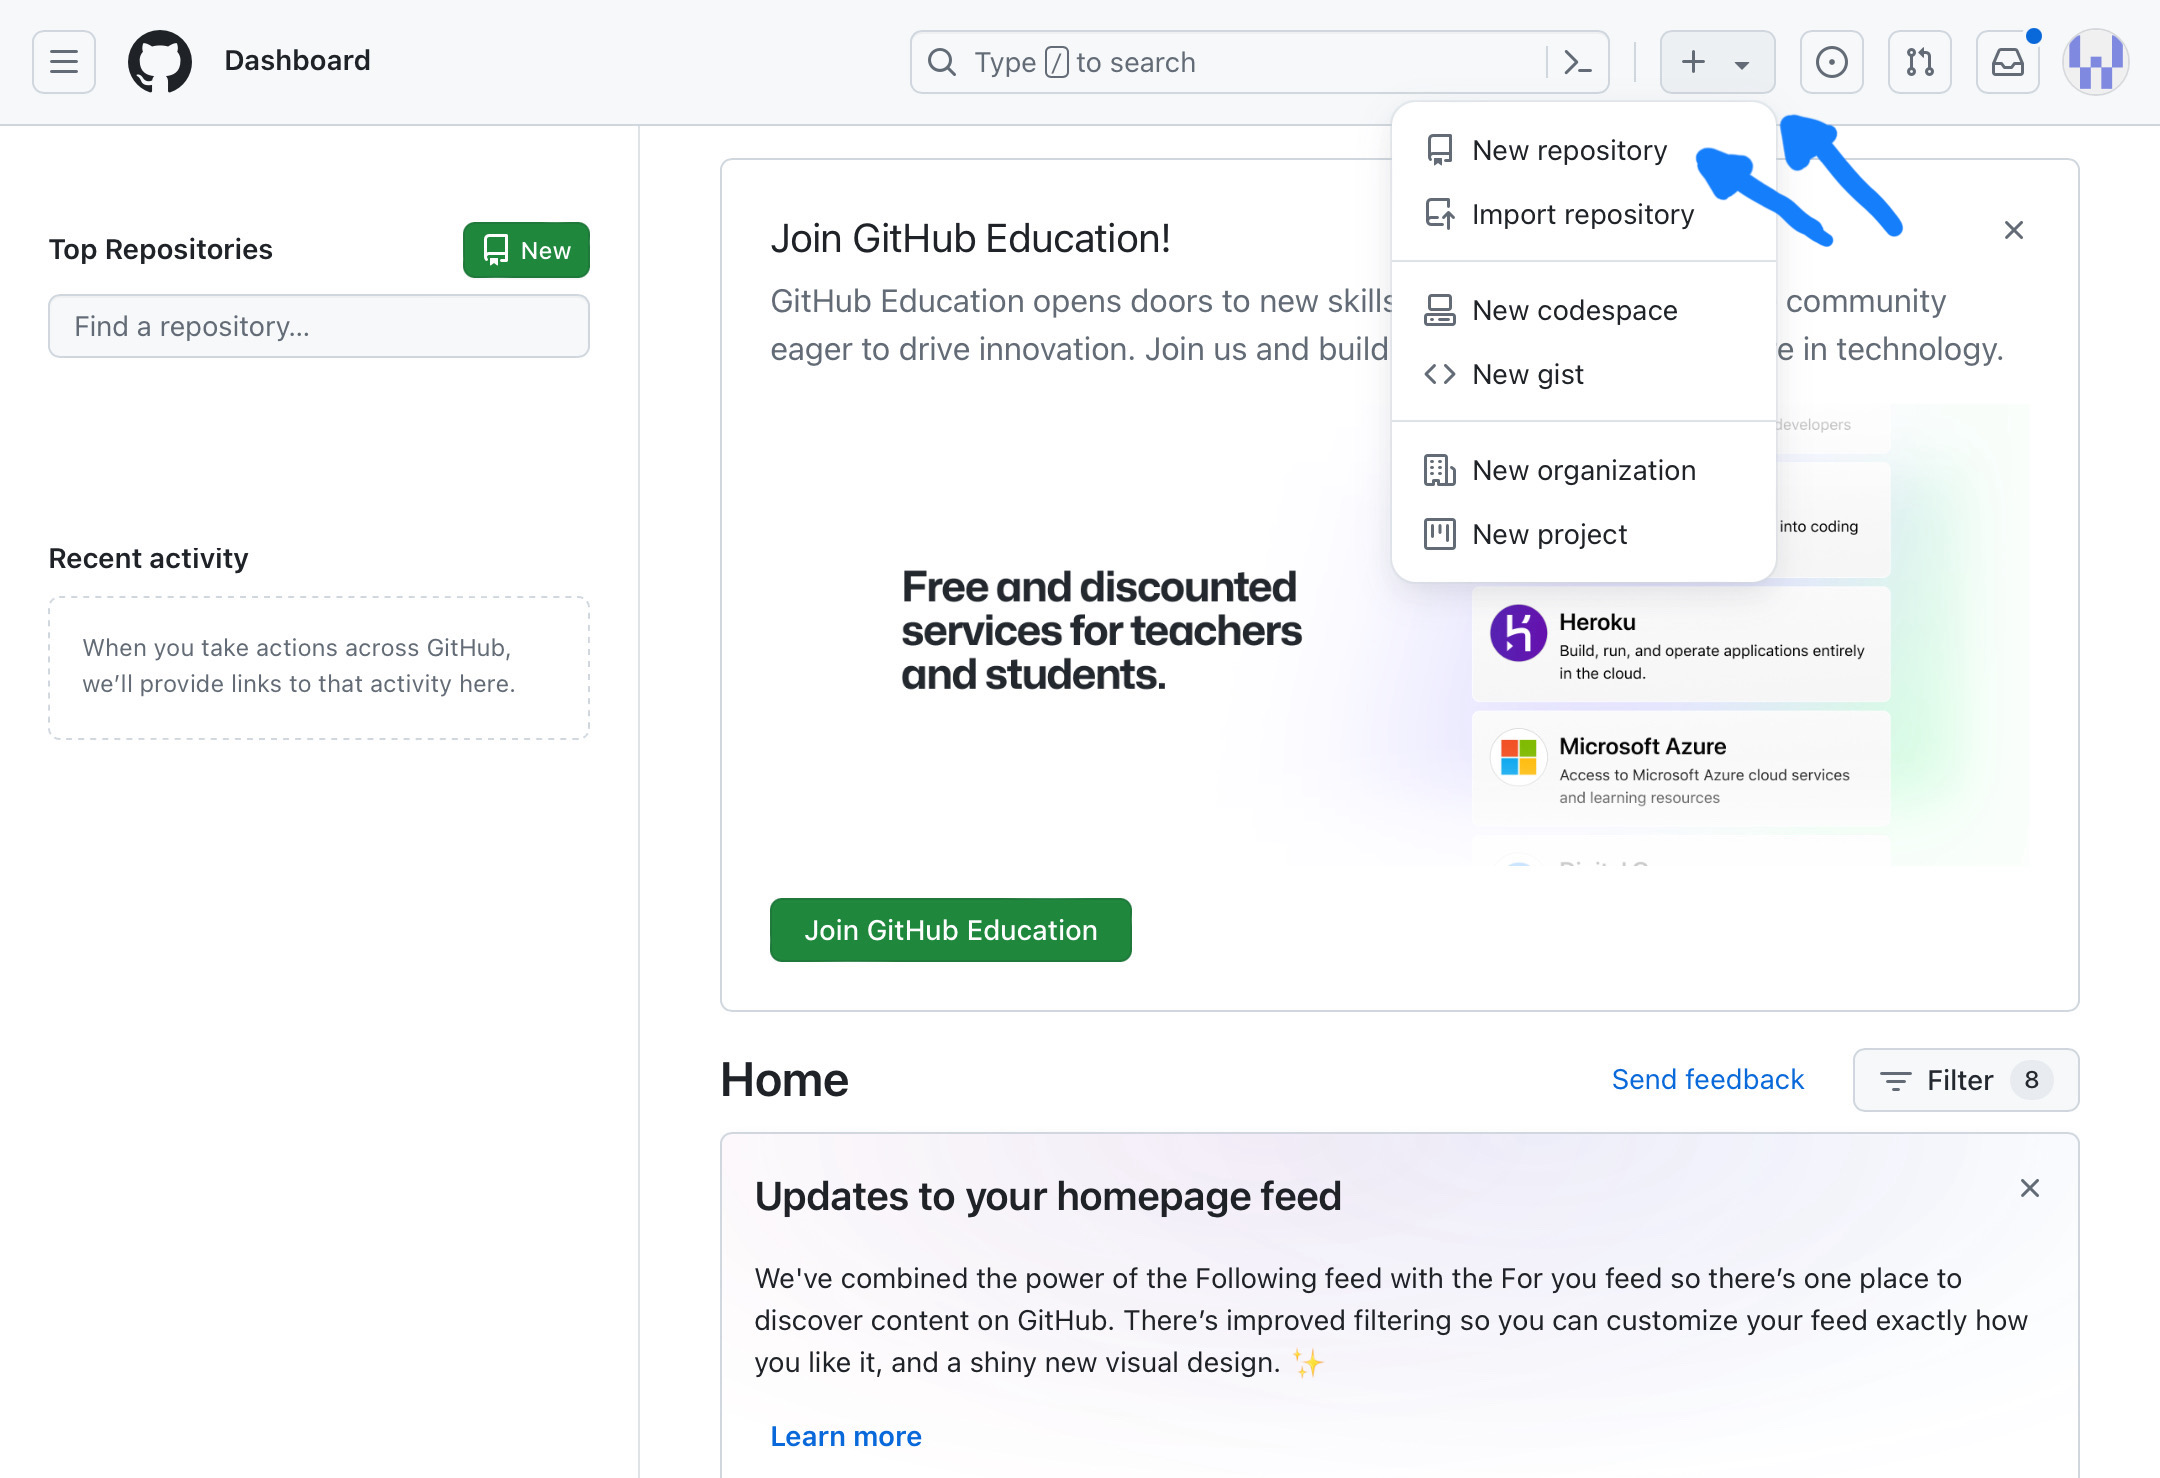 Dashboard
Type / to search
New repository
Import repository
New codespace
New gist
New organization
New project
Top Repositories
New
Find a repository...
Recent activity
When you take actions across GitHub,
we’ll provide links to that activity here.
Join GitHub Education!
GitHub Education opens doors to new skills community
eager to drive innovation. Join us and build in technology.
developers
into coding
Free and discounted
services for teachers
and students.
Heroku
Build, run, and operate applications entirely
in the cloud.
Microsoft Azure
Access to Microsoft Azure cloud services
and learning resources
Join GitHub Education
Home
Send feedback
Filter 8
Updates to your homepage feed
We've combined the power of the Following feed with the For you feed so there’s one place to
discover content on GitHub. There’s improved filtering so you can customize your feed exactly how
you like it, and a shiny new visual design. ✨
Learn more